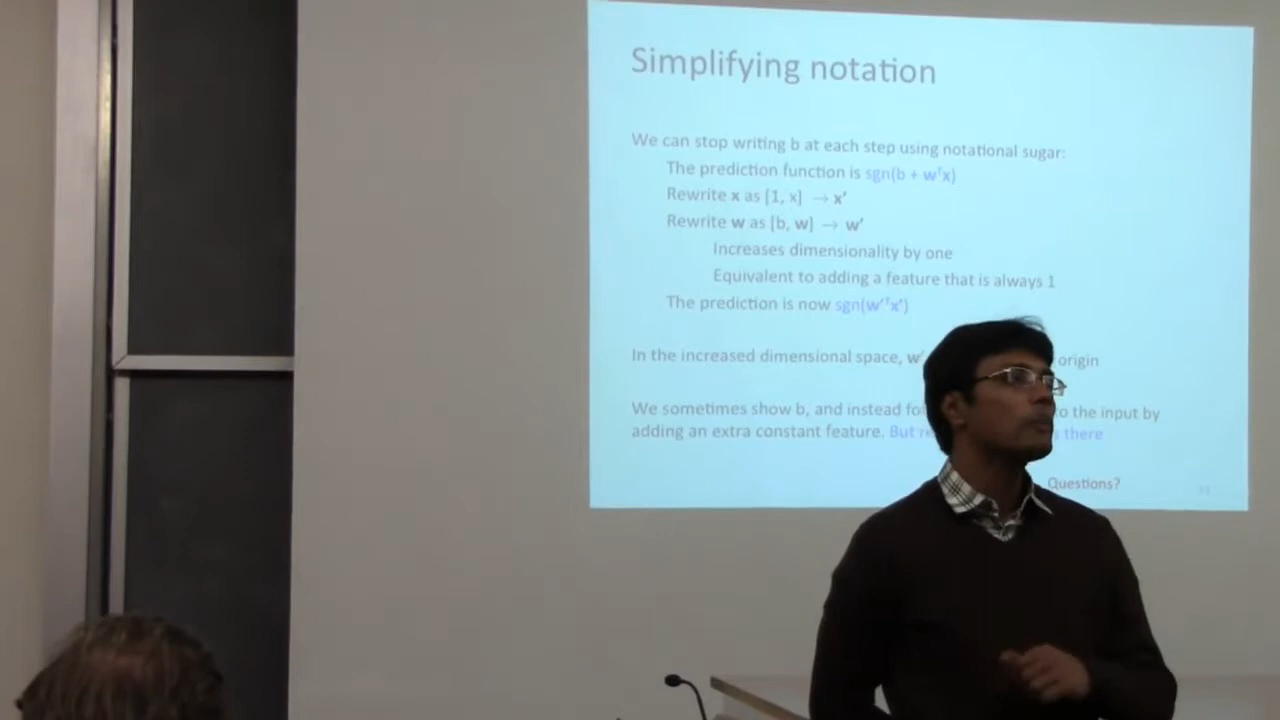 Simplifying notation
We can stop writing b at each step using notational sugar:
The prediction function is sgn(b + wᵀx)
Rewrite x as [1, x] → x′
Rewrite w as [b, w] → w′
Increases dimensionality by one
Equivalent to adding a feature that is always 1
The prediction is now sgn(w′ᵀx′)
In the increased dimensional space, w′ origin
We sometimes show b, and instead to the input by
adding an extra constant feature. But there
Questions?